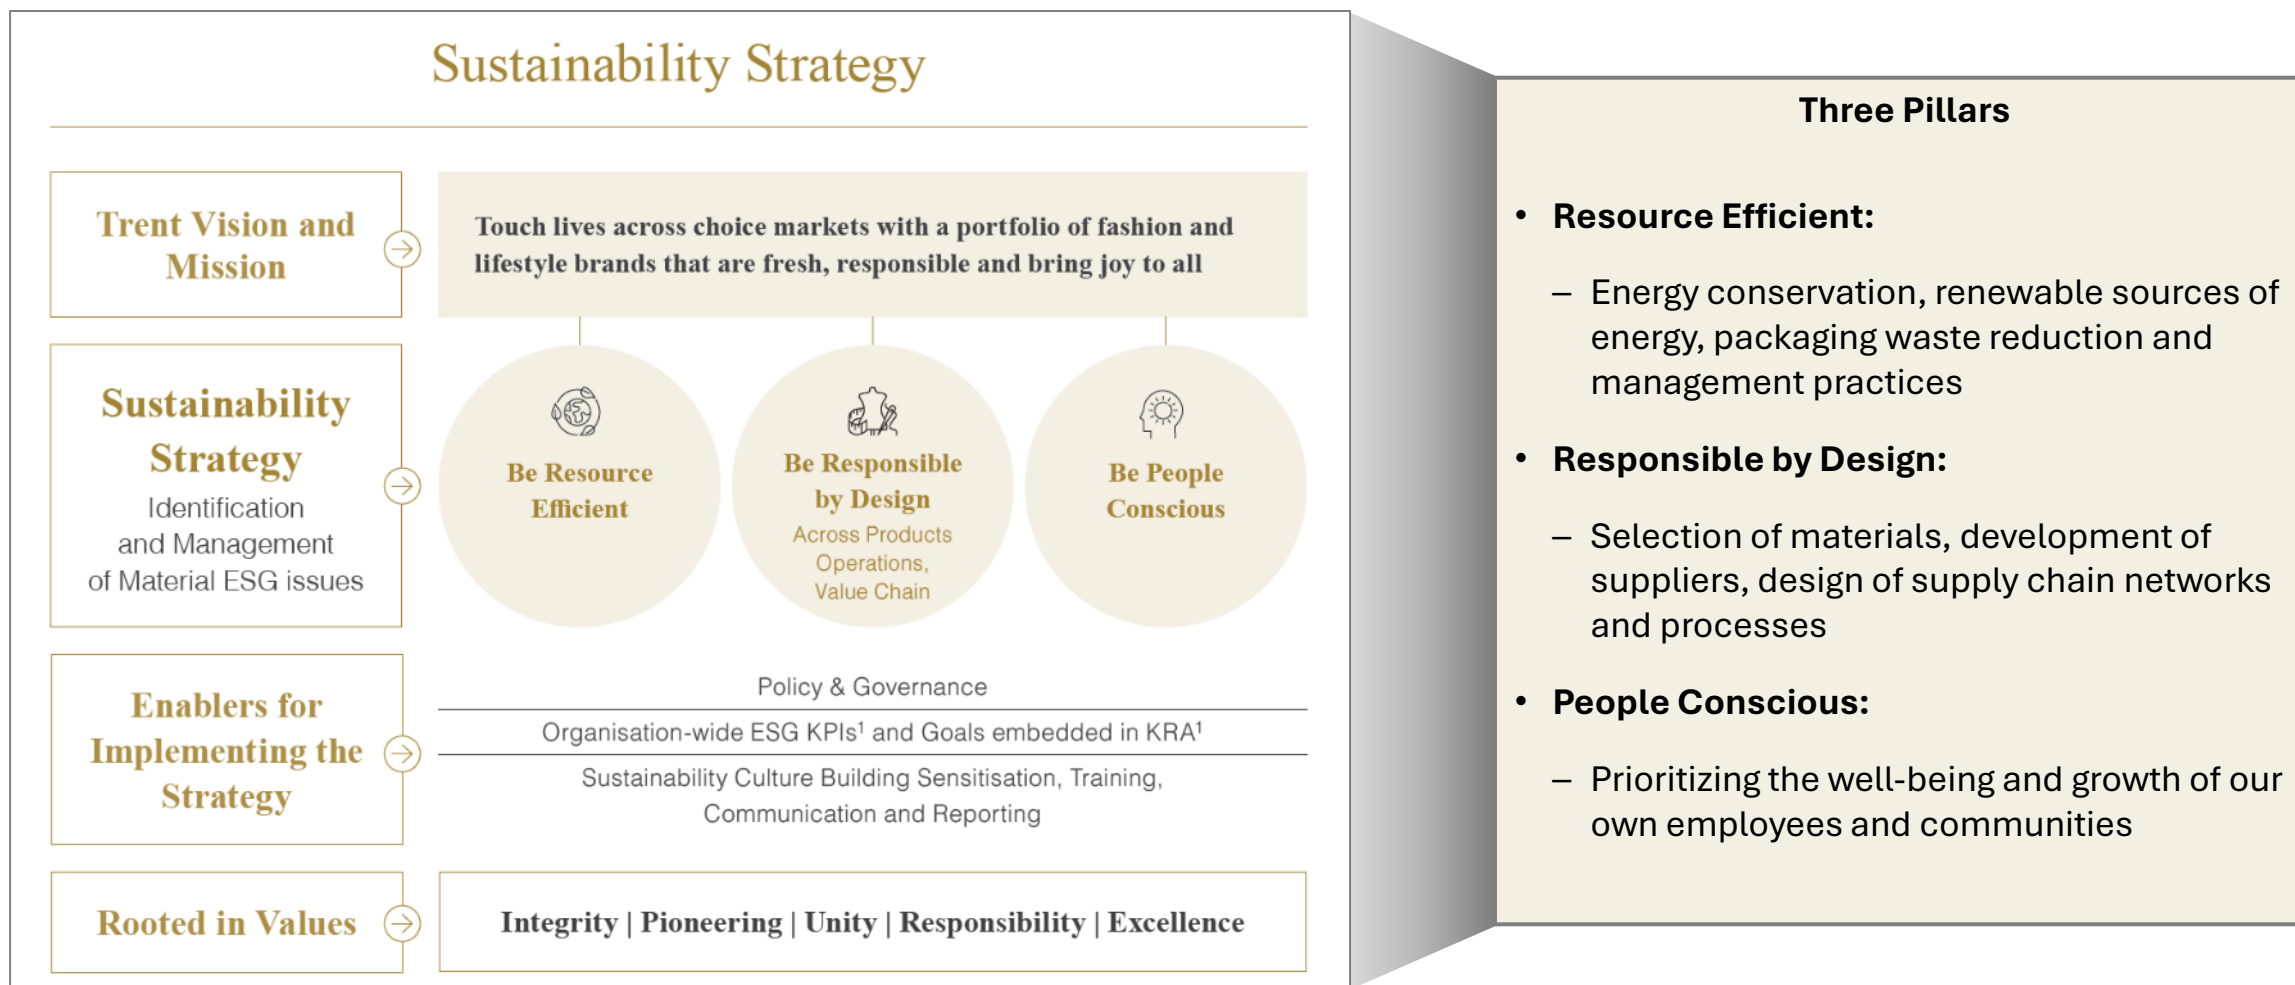 Sustainability Strategy
Trent Vision and
Mission
Touch lives across choice markets with a portfolio of fashion and
lifestyle brands that are fresh, responsible and bring joy to all
Sustainability
Strategy
Identification
and Management
of Material ESG issues
Be Resource
Efficient
Be Responsible
by Design
Across Products
Operations,
Value Chain
Be People
Conscious
Enablers for
Implementing the
Strategy
Policy & Governance
Organisation-wide ESG KPIs¹ and Goals embedded in KRA¹
Sustainability Culture Building Sensitisation, Training,
Communication and Reporting
Rooted in Values
Integrity | Pioneering | Unity | Responsibility | Excellence
Three Pillars
• Resource Efficient:
– Energy conservation, renewable sources of
energy, packaging waste reduction and
management practices
• Responsible by Design:
– Selection of materials, development of
suppliers, design of supply chain networks
and processes
• People Conscious:
– Prioritizing the well-being and growth of our
own employees and communities